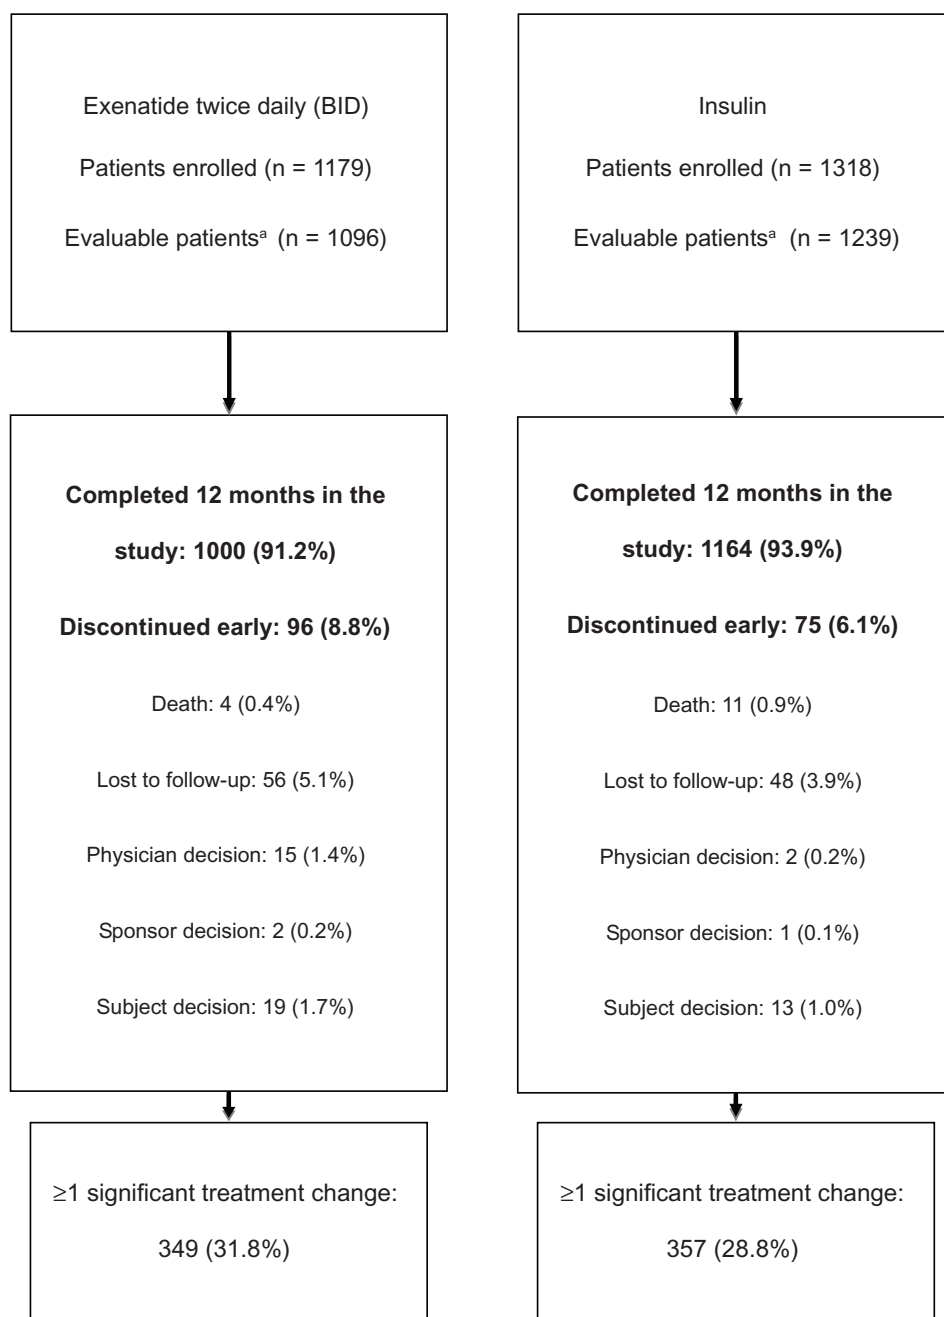 Exenatide twice daily (BID)
Patients enrolled (n = 1179)
Evaluable patientsª (n = 1096)
Completed 12 months in the
study: 1000 (91.2%)
Discontinued early: 96 (8.8%)
Death: 4 (0.4%)
Lost to follow-up: 56 (5.1%)
Physician decision: 15 (1.4%)
Sponsor decision: 2 (0.2%)
Subject decision: 19 (1.7%)
≥1 significant treatment change:
349 (31.8%)
Insulin
Patients enrolled (n = 1318)
Evaluable patientsª (n = 1239)
Completed 12 months in the
study: 1164 (93.9%)
Discontinued early: 75 (6.1%)
Death: 11 (0.9%)
Lost to follow-up: 48 (3.9%)
Physician decision: 2 (0.2%)
Sponsor decision: 1 (0.1%)
Subject decision: 13 (1.0%)
≥1 significant treatment change:
357 (28.8%)